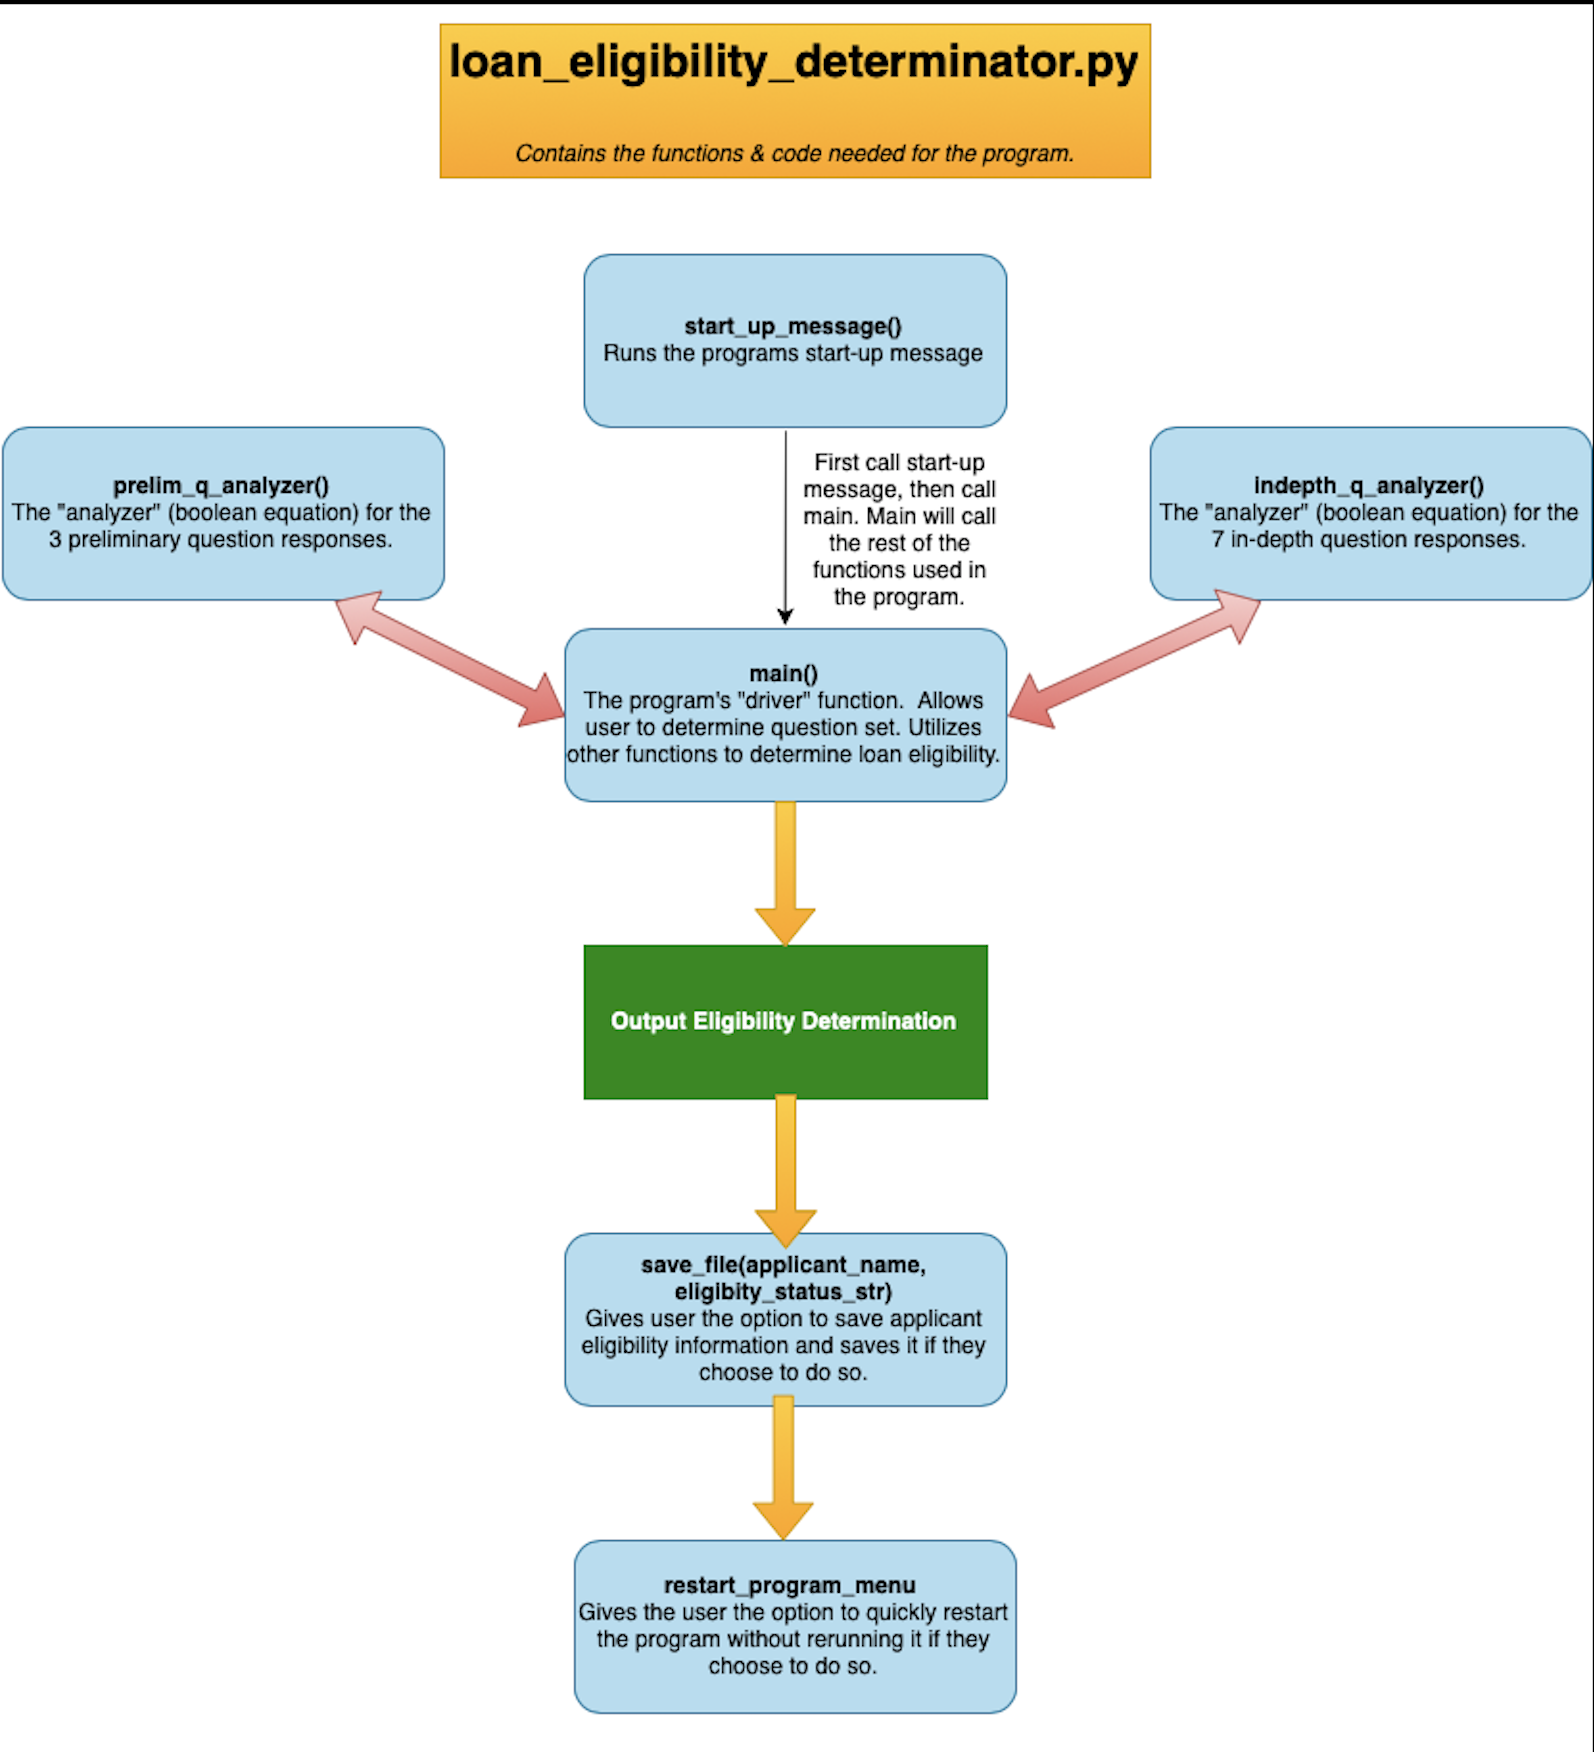 loan_eligibility_determinator.py
Contains the functions & code needed for the program.
start_up_message()
Runs the programs start-up message
prelim_q_analyzer()
The "analyzer" (boolean equation) for the
3 preliminary question responses.
First call start-up
message, then call
main. Main will call
the rest of the
functions used in
the program.
indepth_q_analyzer()
The "analyzer" (boolean equation) for the
7 in-depth question responses.
main()
The program's "driver" function.  Allows
user to determine question set. Utilizes
other functions to determine loan eligibility.
Output Eligibility Determination
save_file(applicant_name,
eligibity_status_str)
Gives user the option to save applicant
eligibility information and saves it if they
choose to do so.
restart_program_menu
Gives the user the option to quickly restart
the program without rerunning it if they
choose to do so.